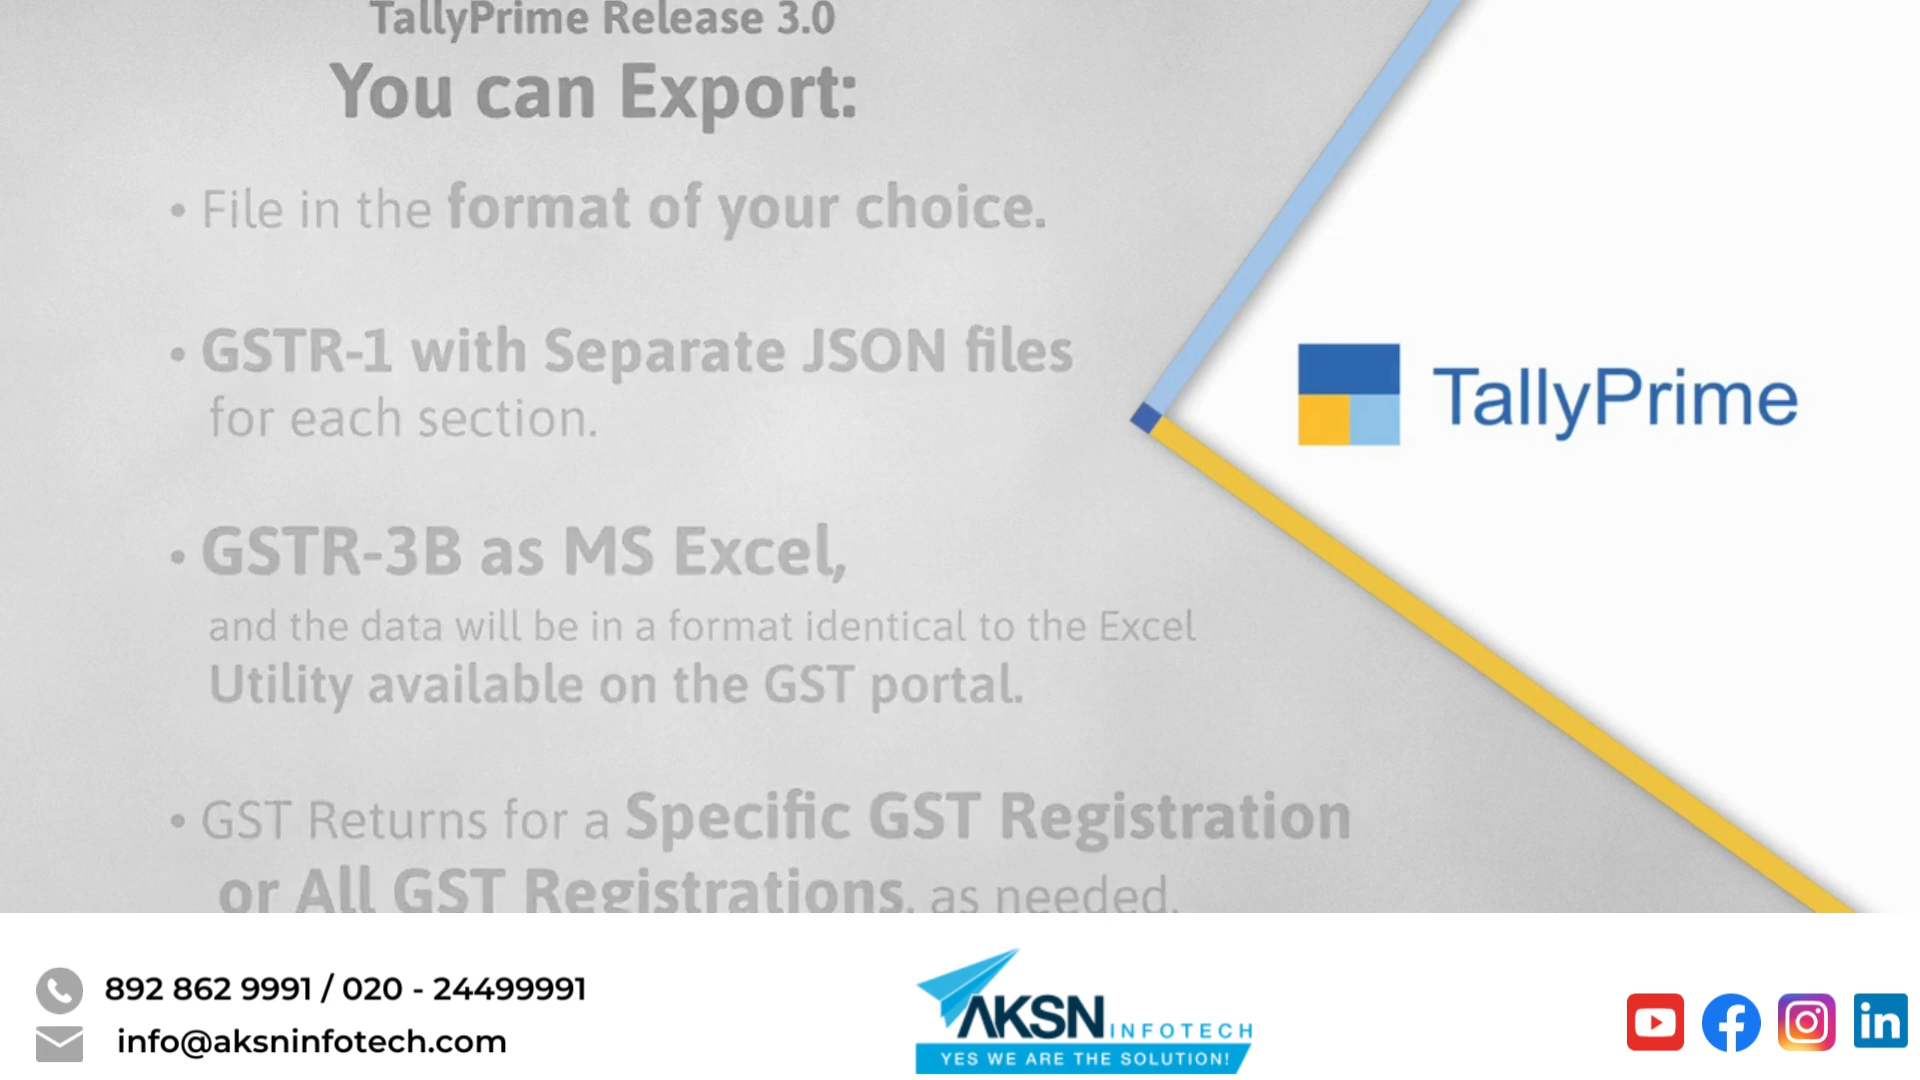 TallyPrime Release 3.0
You can Export:
• File in the format of your choice.
• GSTR-1 with Separate JSON files
for each section.
• GSTR-3B as MS Excel,
and the data will be in a format identical to the Excel
Utility available on the GST portal.
• GST Returns for a Specific GST Registration
or All GST Registrations, as needed.
TallyPrime
892 862 9991 / 020 - 24499991
info@aksninfotech.com
AKSN INFOTECH
YES WE ARE THE SOLUTION!
in